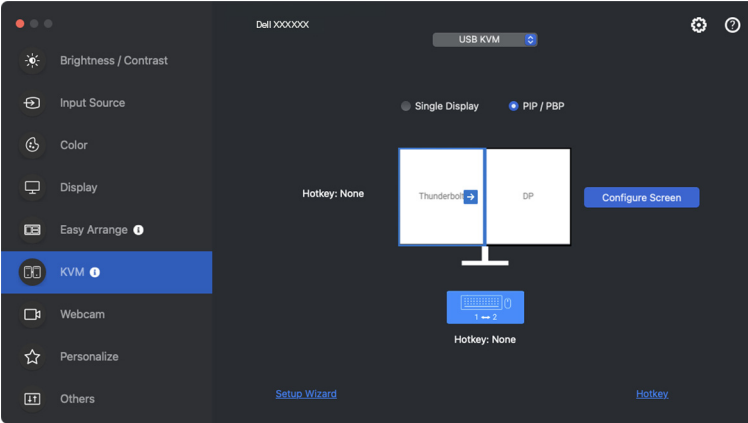 Dell XXXXXX
USB KVM
Brightness / Contrast
Input Source
Color
Display
Easy Arrange
KVM
Webcam
Personalize
Others
Single Display
PIP / PBP
Hotkey: None
Thunderbolt
DP
Configure Screen
1 2
Hotkey: None
Setup Wizard
Hotkey